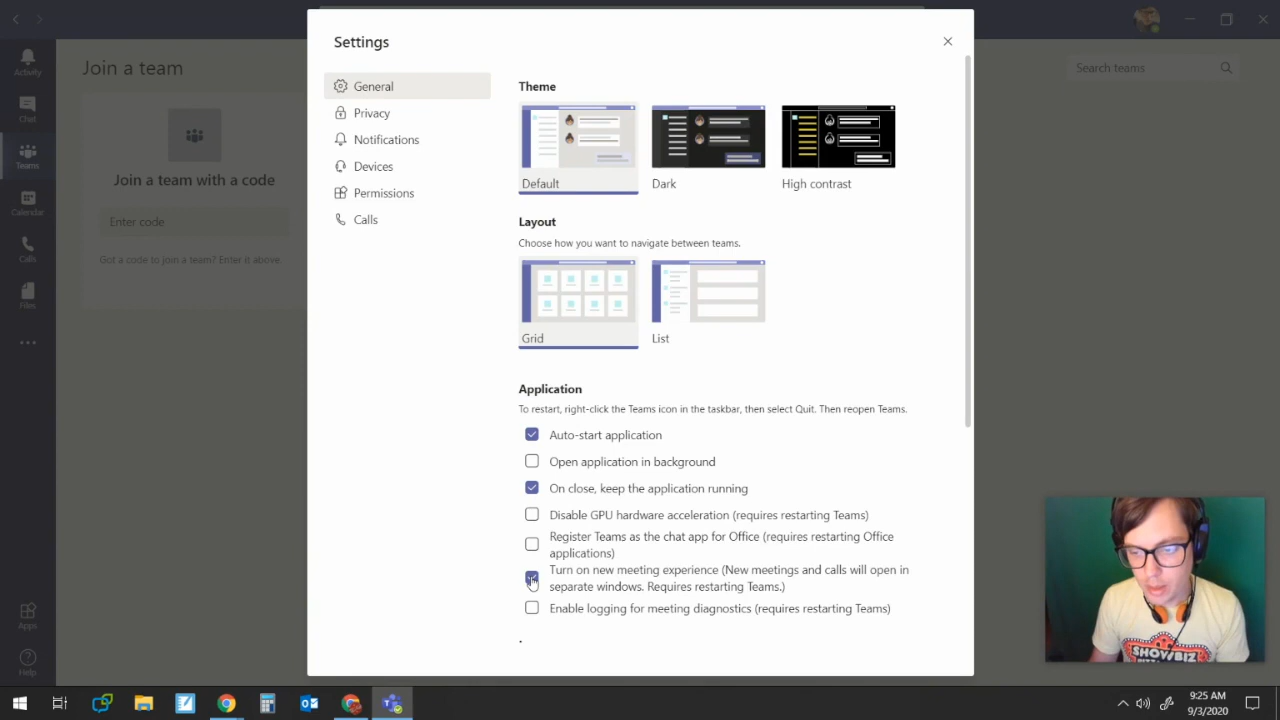 Settings
Activity
Chat
Teams
Calendar
Calls
Files
Apps
Help
Join a team
Search teams
Join a team with a code
Enter code
Got a code to join a team? Enter it above.
General
Privacy
Notifications
Devices
Permissions
Calls
Theme
Default
Dark
High contrast
Layout
Choose how you want to navigate between teams.
Grid
List
Application
To restart, right-click the Teams icon in the taskbar, then select Quit. Then reopen Teams.
Auto-start application
Open application in background
On close, keep the application running
Disable GPU hardware acceleration (requires restarting Teams)
Register Teams as the chat app for Office (requires restarting Office
applications)
Turn on new meeting experience (New meetings and calls will open in
separate windows. Requires restarting Teams.)
Enable logging for meeting diagnostics (requires restarting Teams)
SHOWBIZ
9:25 AM
9/3/2020